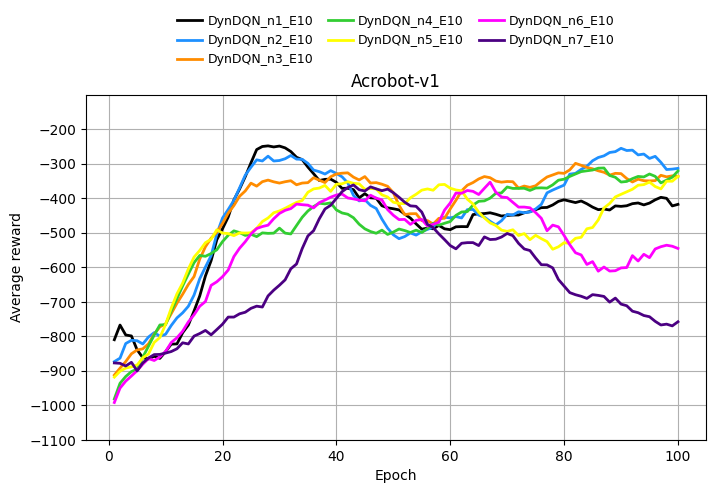 DynDQN_n1_E10 DynDQN_n4_E10 DynDQN_n6_E10
DynDQN_n2_E10 DynDQN_n5_E10 DynDQN_n7_E10
DynDQN_n3_E10
Acrobot-v1
−200
−300
−400
−500
−600
−700
−800
−900
−1000
−1100
Average reward
0 20 40 60 80 100
Epoch